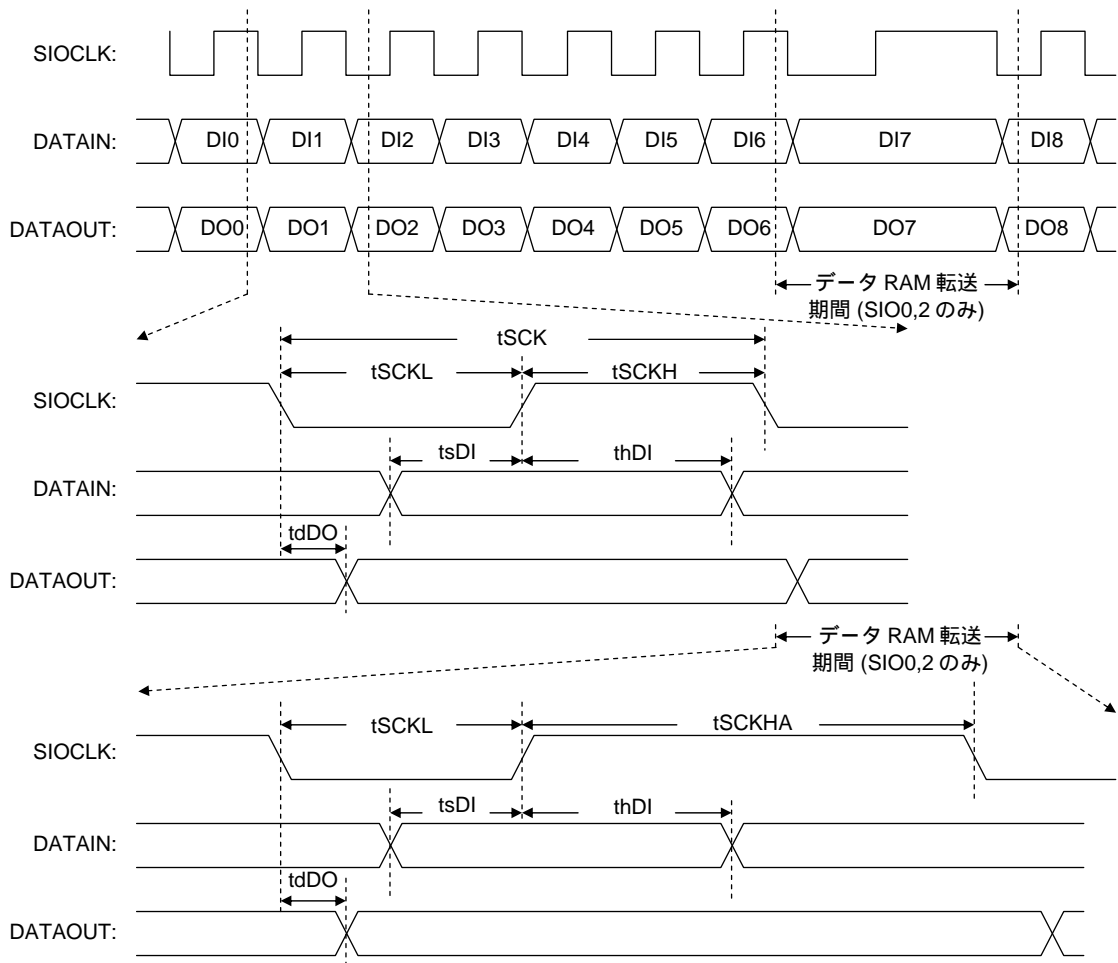 SIOCLK:
DATAIN: DI0 DI1 DI2 DI3 DI4 DI5 DI6 DI7 DI8
DATAOUT: DO0 DO1 DO2 DO3 DO4 DO5 DO6 DO7 DO8
データ RAM 転送
期間 (SIO0,2 のみ)
tSCK
tSCKL tSCKH
SIOCLK:
tsDI thDI
DATAIN:
tdDO
DATAOUT:
データ RAM 転送
期間 (SIO0,2 のみ)
tSCKL tSCKHA
SIOCLK:
tsDI thDI
DATAIN:
tdDO
DATAOUT: